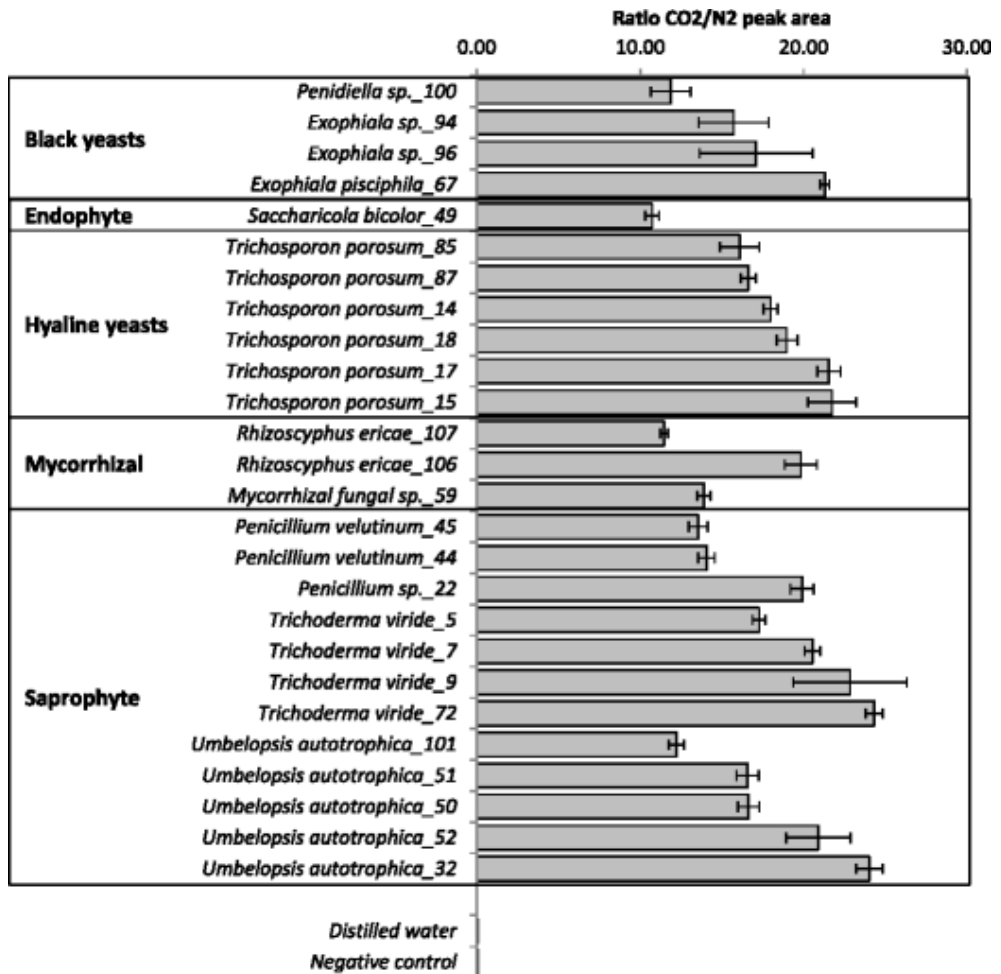 Ratio CO2/N2 peak area
0.00 10.00 20.00 30.00
Black yeasts
Penidiella sp._100
Exophiala sp._94
Exophiala sp._96
Exophiala pisciphila_67
Endophyte
Saccharicola bicolor_49
Hyaline yeasts
Trichosporon porosum_85
Trichosporon porosum_87
Trichosporon porosum_14
Trichosporon porosum_18
Trichosporon porosum_17
Trichosporon porosum_15
Mycorrhizal
Rhizoscyphus ericae_107
Rhizoscyphus ericae_106
Mycorrhizal fungal sp._59
Saprophyte
Penicillium velutinum_45
Penicillium velutinum_44
Penicillium sp._22
Trichoderma viride_5
Trichoderma viride_7
Trichoderma viride_9
Trichoderma viride_72
Umbelopsis autotrophica_101
Umbelopsis autotrophica_51
Umbelopsis autotrophica_50
Umbelopsis autotrophica_52
Umbelopsis autotrophica_32
Distilled water
Negative control